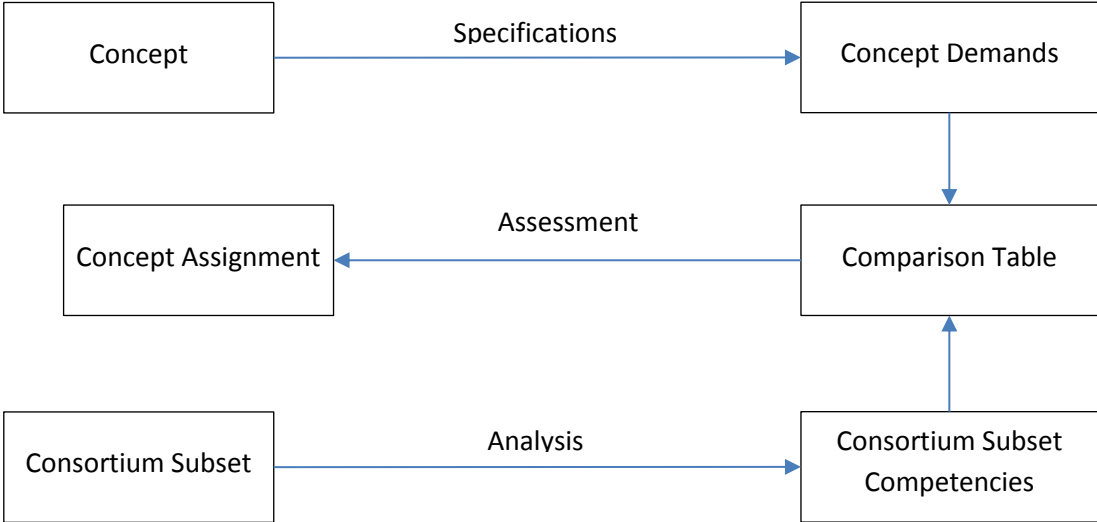 Specifications
Concept
Concept Demands
Assessment
Concept Assignment
Comparison Table
Analysis
Consortium Subset
Consortium Subset
Competencies